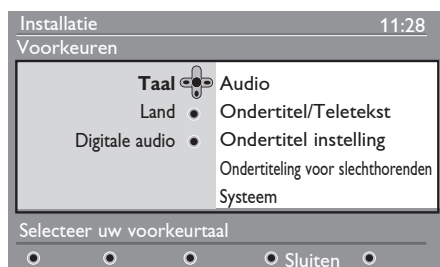 Installatie 11:28
Voorkeuren
Taal Audio
Land Ondertitel/Teletekst
Digitale audio Ondertitel instelling
Ondertiteling voor slechthorenden
Systeem
Selecteer uw voorkeurtaal
Sluiten